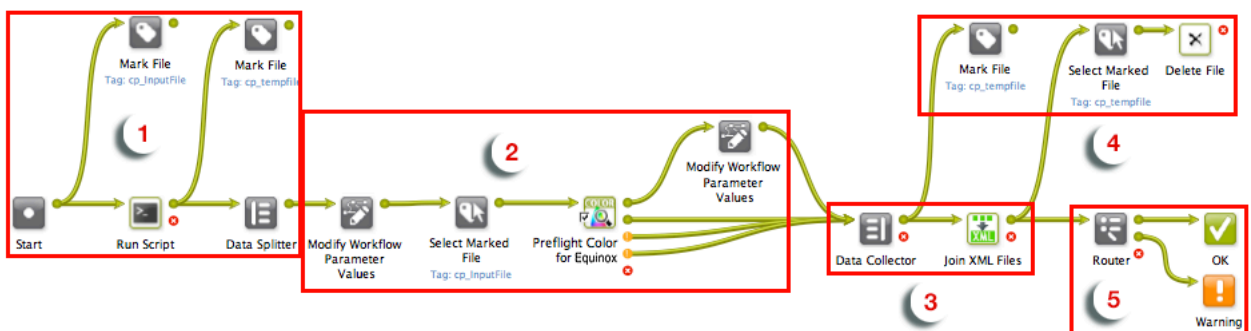 Mark File
Tag: cp_InputFile
Mark File
Tag: cp_tempfile
1
Start
Run Script
Data Splitter
2
Modify Workflow
Parameter
Values
Select Marked
File
Tag: cp_InputFile
COLOR
Preflight Color
for Equinox
Modify Workflow
Parameter
Values
Data Collector
XML
Join XML Files
3
Mark File
Tag: cp_tempfile
Select Marked
File
Tag: cp_tempfile
Delete File
4
Router
OK
Warning
5